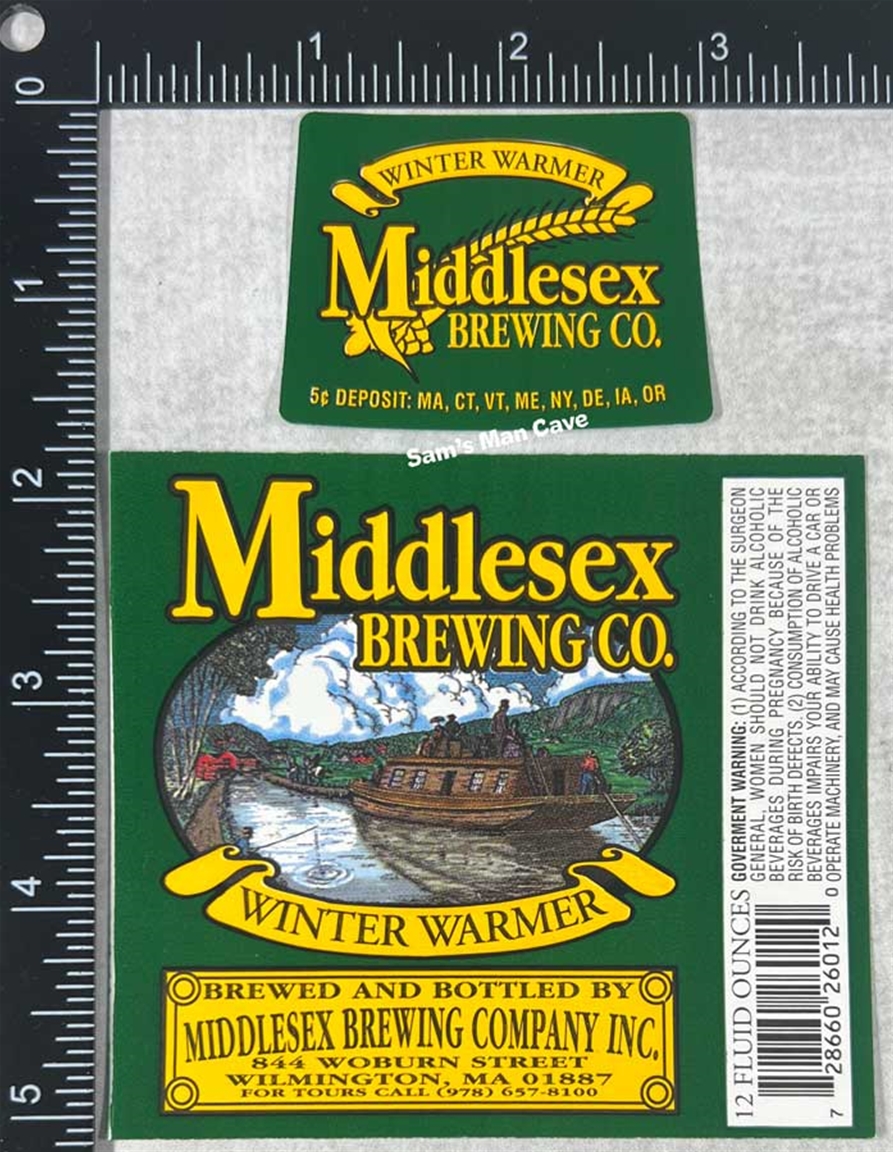 1 2 3
0
1
2
3
4
5
WINTER WARMER
Middlesex
BREWING CO.
5¢ DEPOSIT: MA, CT, VT, ME, NY, DE, IA, OR
Sam's Man Cave
Middlesex
BREWING CO.
WINTER WARMER
BREWED AND BOTTLED BY
MIDDLESEX BREWING COMPANY INC.
844 WOBURN STREET
WILMINGTON, MA 01887
FOR TOURS CALL (978) 657-8100
12 FLUID OUNCES
GOVERMENT WARNING: (1) ACCORDING TO THE SURGEON
GENERAL, WOMEN SHOULD NOT DRINK ALCOHOLIC
BEVERAGES DURING PREGNANCY BECAUSE OF THE
RISK OF BIRTH DEFECTS. (2) CONSUMPTION OF ALCOHOLIC
BEVERAGES IMPAIRS YOUR ABILITY TO DRIVE A CAR OR
OPERATE MACHINERY, AND MAY CAUSE HEALTH PROBLEMS
7 28660 26012 0